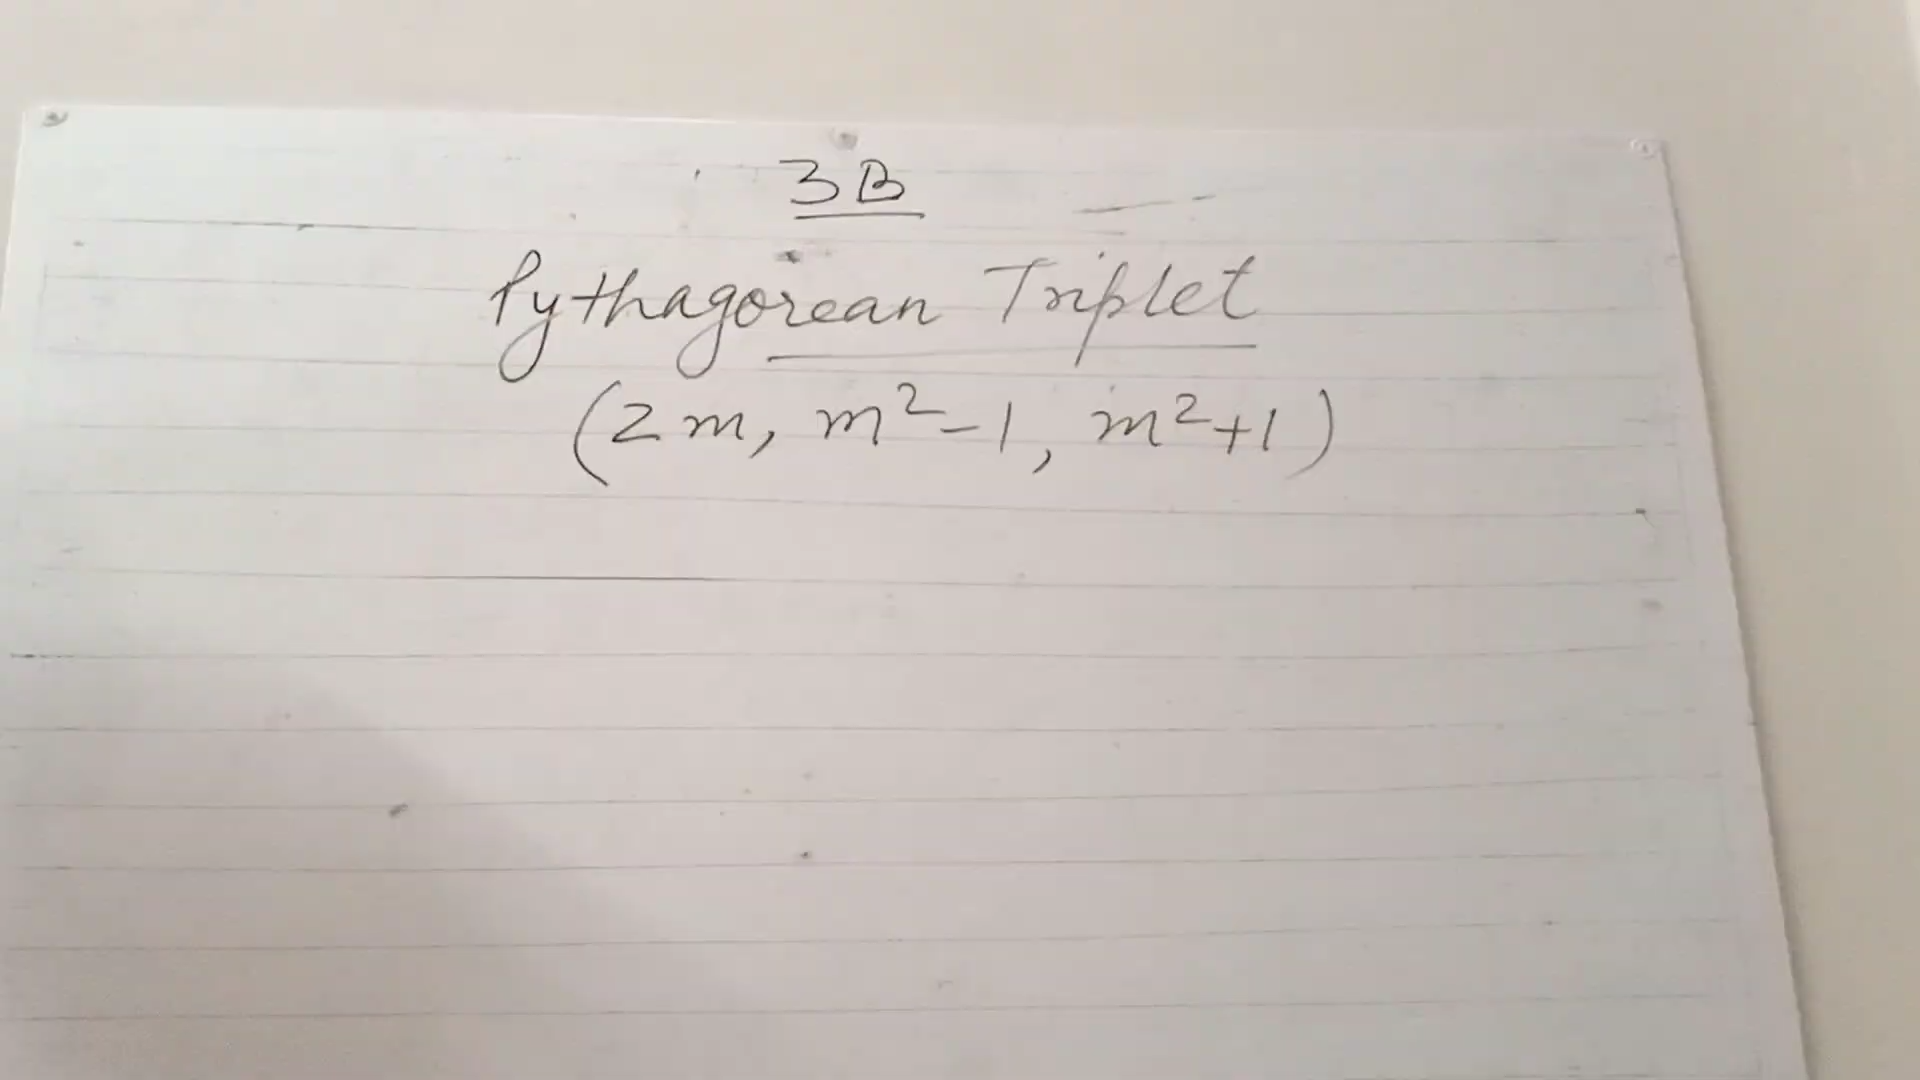 3B
Pythagorean Triplet
(2m, m²-1, m²+1)